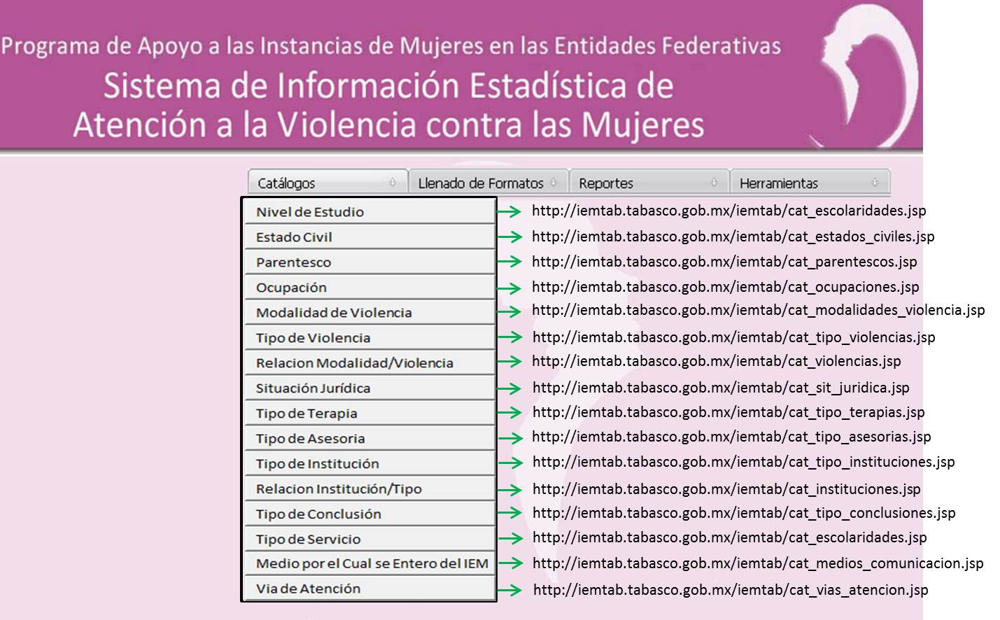 Programa de Apoyo a las Instancias de Mujeres en las Entidades Federativas
Sistema de Información Estadística de
Atención a la Violencia contra las Mujeres
Catálogos Llenado de Formatos Reportes Herramientas
Nivel de Estudio http://iemtab.tabasco.gob.mx/iemtab/cat_escolaridades.jsp
Estado Civil http://iemtab.tabasco.gob.mx/iemtab/cat_estados_civiles.jsp
Parentesco http://iemtab.tabasco.gob.mx/iemtab/cat_parentescos.jsp
Ocupación http://iemtab.tabasco.gob.mx/iemtab/cat_ocupaciones.jsp
Modalidad de Violencia http://iemtab.tabasco.gob.mx/iemtab/cat_modalidades_violencia.jsp
Tipo de Violencia http://iemtab.tabasco.gob.mx/iemtab/cat_tipo_violencias.jsp
Relacion Modalidad/Violencia http://iemtab.tabasco.gob.mx/iemtab/cat_violencias.jsp
Situación Jurídica http://iemtab.tabasco.gob.mx/iemtab/cat_sit_juridica.jsp
Tipo de Terapia http://iemtab.tabasco.gob.mx/iemtab/cat_tipo_terapias.jsp
Tipo de Asesoria http://iemtab.tabasco.gob.mx/iemtab/cat_tipo_asesorias.jsp
Tipo de Institución http://iemtab.tabasco.gob.mx/iemtab/cat_tipo_instituciones.jsp
Relacion Institución/Tipo http://iemtab.tabasco.gob.mx/iemtab/cat_instituciones.jsp
Tipo de Conclusión http://iemtab.tabasco.gob.mx/iemtab/cat_tipo_conclusiones.jsp
Tipo de Servicio http://iemtab.tabasco.gob.mx/iemtab/cat_escolaridades.jsp
Medio por el Cual se Entero del IEM http://iemtab.tabasco.gob.mx/iemtab/cat_medios_comunicacion.jsp
Via de Atención http://iemtab.tabasco.gob.mx/iemtab/cat_vias_atencion.jsp